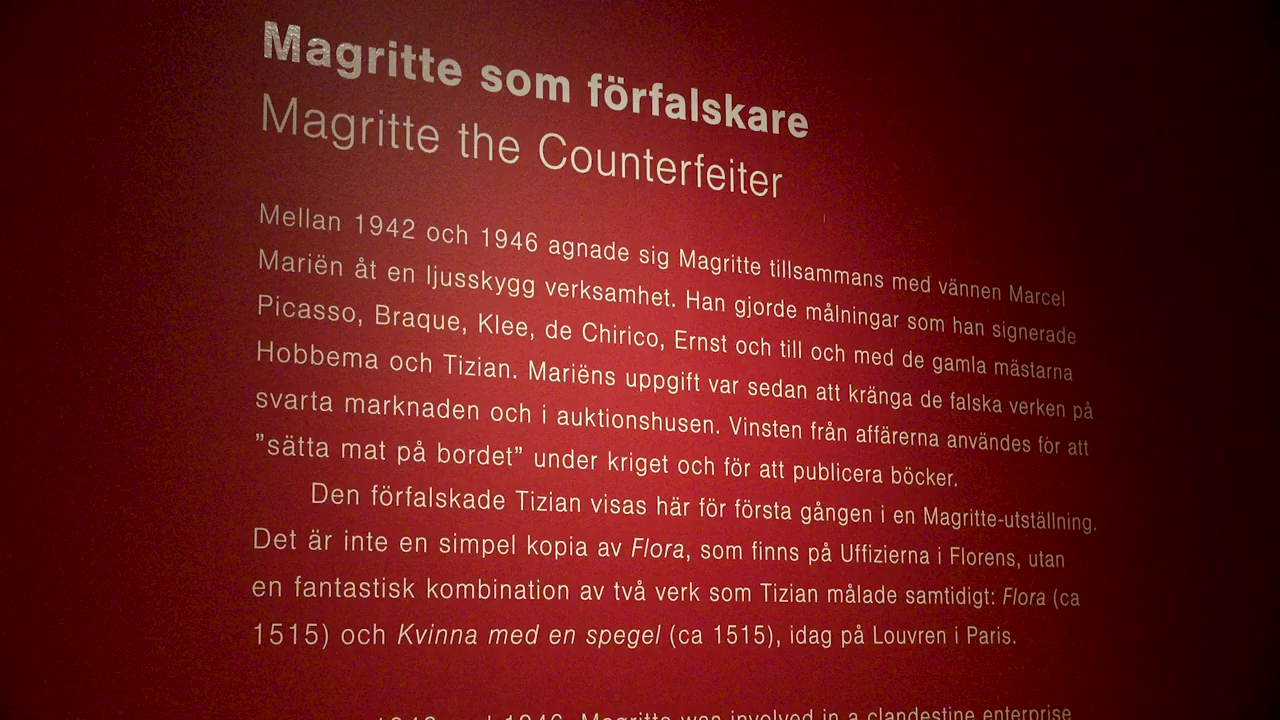 Magritte som förfalskare
Magritte the Counterfeiter
Mellan 1942 och 1946 agnade sig Magritte tillsammans med vännen Marcel
Mariën åt en ljusskygg verksamhet. Han gjorde målningar som han signerade
Picasso, Braque, Klee, de Chirico, Ernst och till och med de gamla mästarna
Hobbema och Tizian. Mariëns uppgift var sedan att kränga de falska verken på
svarta marknaden och i auktionshusen. Vinsten från affärerna användes för att
”sätta mat på bordet” under kriget och för att publicera böcker.
Den förfalskade Tizian visas här för första gången i en Magritte-utställning.
Det är inte en simpel kopia av Flora, som finns på Uffizierna i Florens, utan
en fantastisk kombination av två verk som Tizian målade samtidigt: Flora (ca
1515) och Kvinna med en spegel (ca 1515), idag på Louvren i Paris.
1942 and 1946, Magritte was involved in a clandestine enterprise